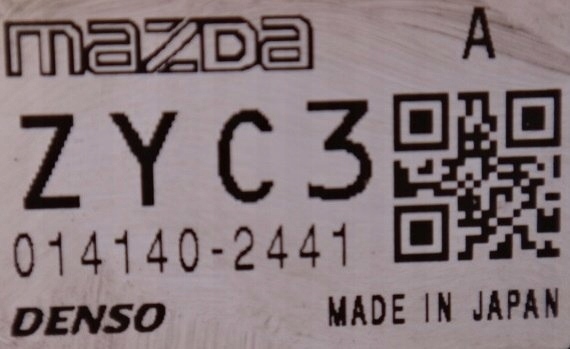 mazda A
ZYC3
014140-2441
DENSO MADE IN JAPAN